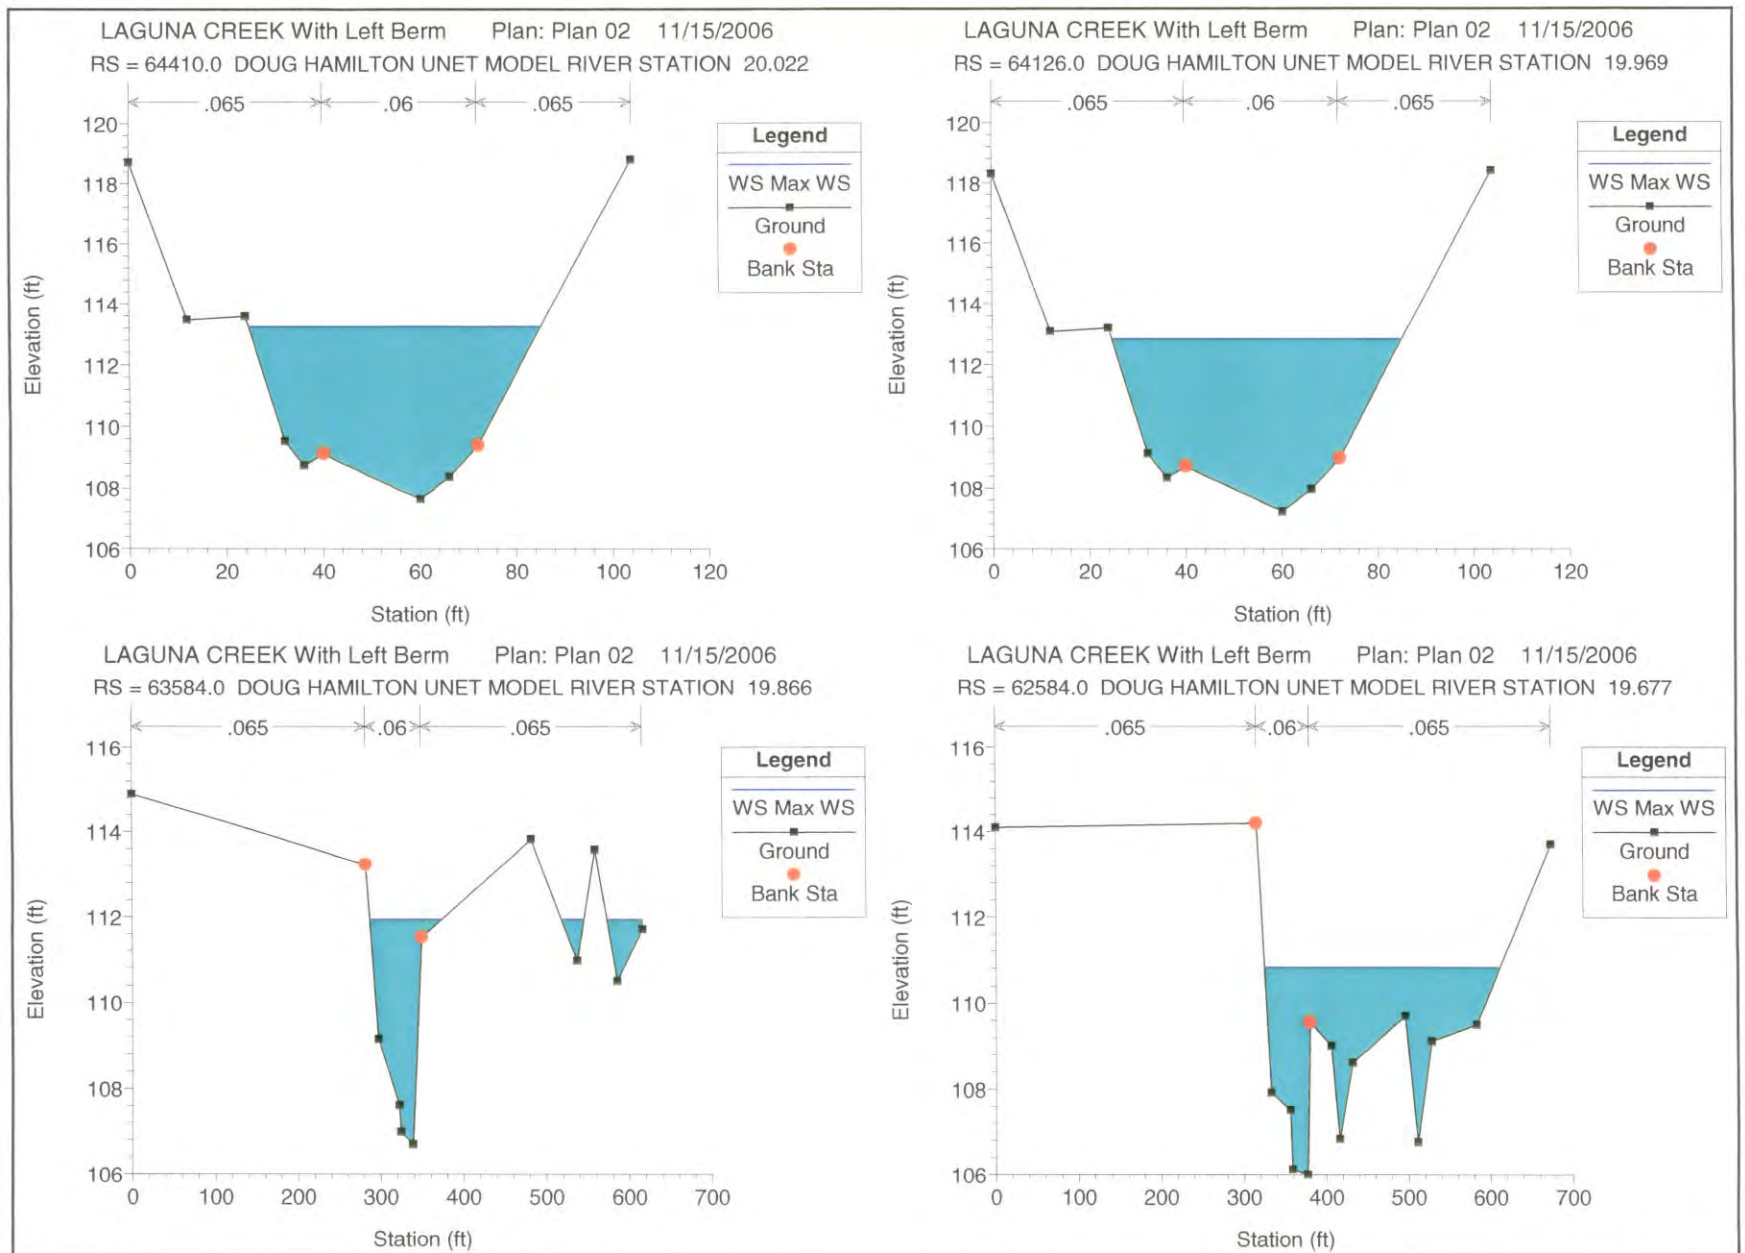 LAGUNA CREEK With Left Berm Plan: Plan 02 11/15/2006
RS = 64410.0 DOUG HAMILTON UNET MODEL RIVER STATION 20.022
.065 .06 .065
120
118
116
114
112
110
108
106
Elevation (ft)
0 20 40 60 80 100 120
Station (ft)
Legend
WS Max WS
Ground
Bank Sta
LAGUNA CREEK With Left Berm Plan: Plan 02 11/15/2006
RS = 64126.0 DOUG HAMILTON UNET MODEL RIVER STATION 19.969
.065 .06 .065
120
118
116
114
112
110
108
106
Elevation (ft)
0 20 40 60 80 100 120
Station (ft)
Legend
WS Max WS
Ground
Bank Sta
LAGUNA CREEK With Left Berm Plan: Plan 02 11/15/2006
RS = 63584.0 DOUG HAMILTON UNET MODEL RIVER STATION 19.866
.065 .06 .065
116
114
112
110
108
106
Elevation (ft)
0 100 200 300 400 500 600 700
Station (ft)
Legend
WS Max WS
Ground
Bank Sta
LAGUNA CREEK With Left Berm Plan: Plan 02 11/15/2006
RS = 62584.0 DOUG HAMILTON UNET MODEL RIVER STATION 19.677
.065 .06 .065
116
114
112
110
108
106
Elevation (ft)
0 100 200 300 400 500 600 700
Station (ft)
Legend
WS Max WS
Ground
Bank Sta